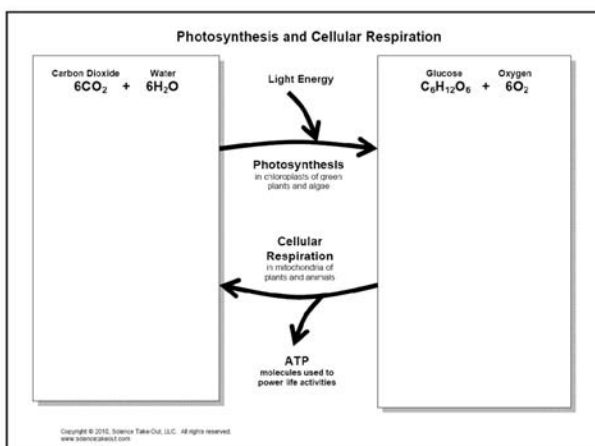 Photosynthesis and Cellular Respiration
Carbon Dioxide Water
6CO₂ + 6H₂O
Light Energy
Glucose Oxygen
C₆H₁₂O₆ + 6O₂
Photosynthesis
in chloroplasts of green
plants and algae
Cellular
Respiration
in mitochondria of
plants and animals
ATP
molecules used to
power life activities
Copyright © 2010, Science Take-Out, LLC. All rights reserved.
www.sciencetakeout.com